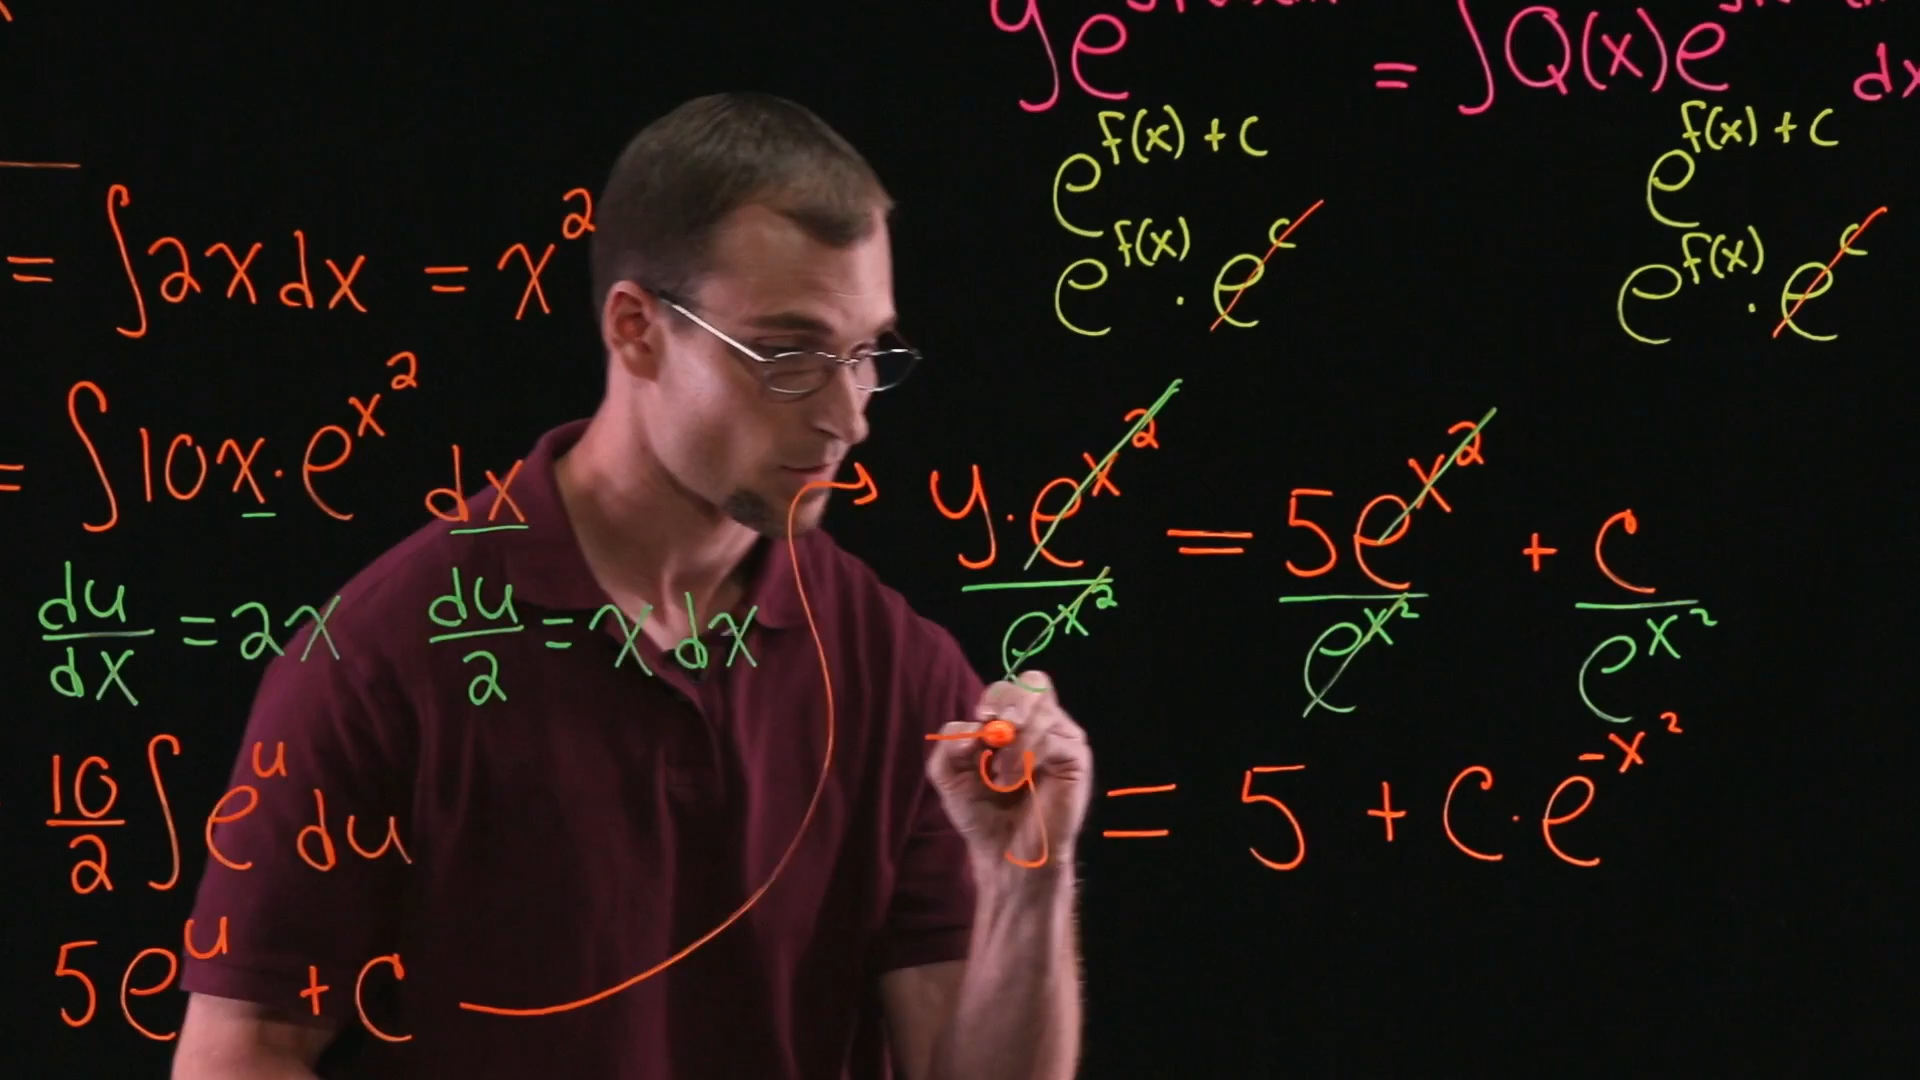 y e = ∫Q(x)e dx
e^{f(x) + c} e^{f(x) + c}
e^{f(x)} · e^c e^{f(x)} · e^c
= ∫2x dx = x^2
= ∫10x · e^{x^2} dx
du/dx = 2x du/2 = x dx
10/2 ∫e^u du
5e^u + c
y · e^{x^2} / e^{x^2} = 5e^{x^2} / e^{x^2} + c / e^{x^2}
y = 5 + c · e^{-x^2}